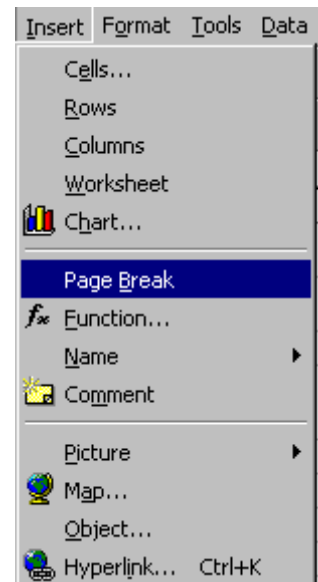 Insert Format Tools Data
Cells...
Rows
Columns
Worksheet
Chart...
Page Break
Function...
Name
Comment
Picture
Map...
Object...
Hyperlink... Ctrl+K